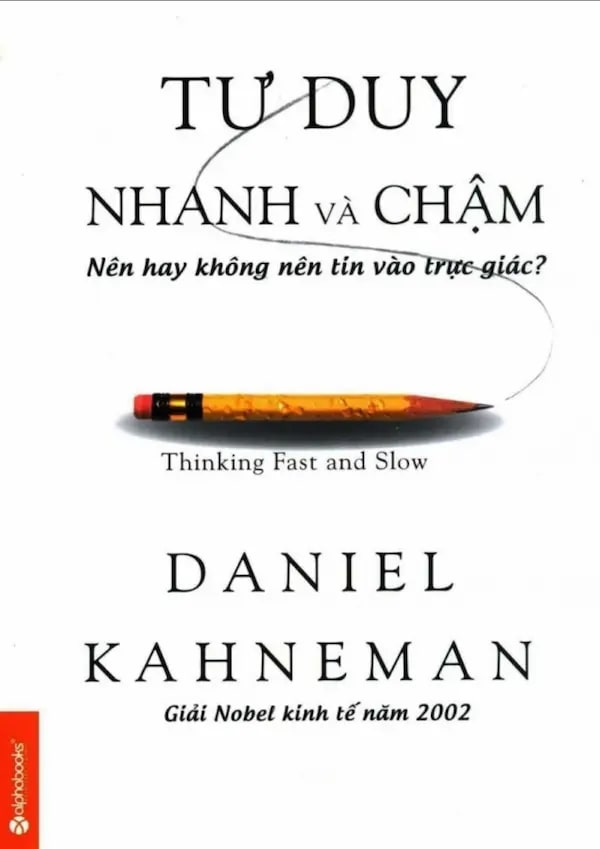 TƯ DUY
NHANH VÀ CHẬM
Nên hay không nên tin vào trực giác?
Thinking Fast and Slow
DANIEL
KAHNEMAN
Giải Nobel kinh tế năm 2002
alphabooks